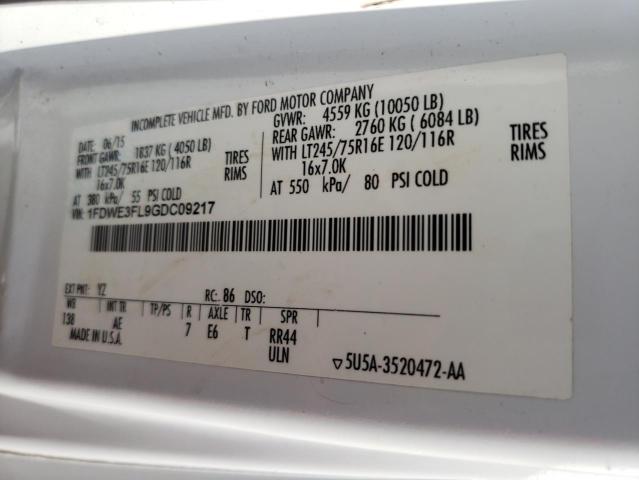 INCOMPLETE VEHICLE MFD. BY FORD MOTOR COMPANY
DATE: 06/15 GVWR: 4559 KG (10050 LB)
FRONT GAWR: 1837 KG ( 4050 LB) REAR GAWR: 2760 KG ( 6084 LB)
WITH LT245/75R16E 120/116R TIRES WITH LT245/75R16E 120/116R TIRES
16x7.0K RIMS 16x7.0K RIMS
AT 380 kPa/ 55 PSI COLD AT 550 kPa/ 80 PSI COLD
VIN: 1FDWE3FL9GDC09217
EXT PNT: YZ RC: 86 DSO:
WB INT TR TP/PS R AXLE TR SPR
138 AE 7 E6 T RR44
MADE IN U.S.A. ULN
▽5U5A-3520472-AA